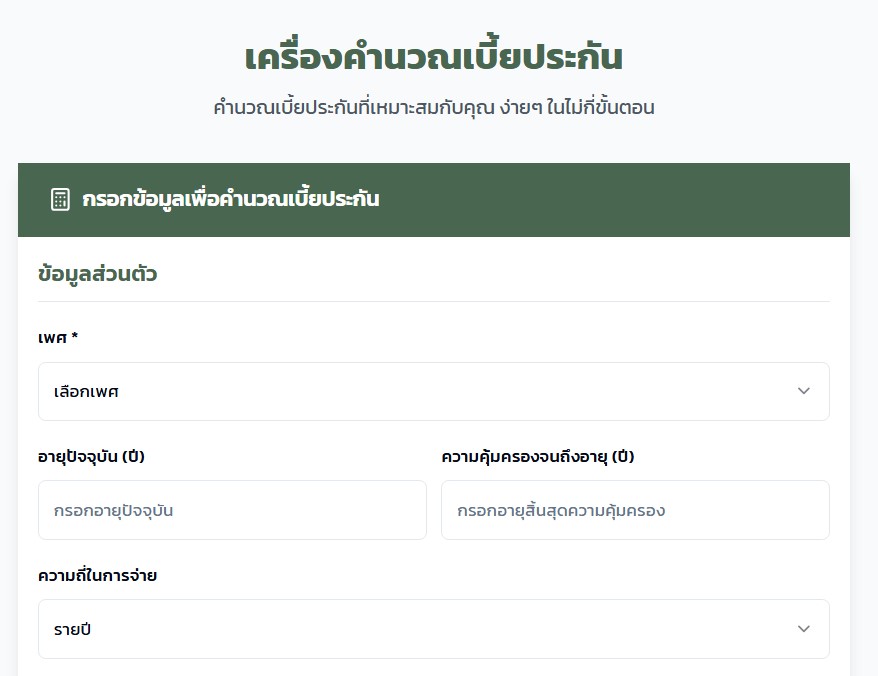 เครื่องคำนวณเบี้ยประกัน
คำนวณเบี้ยประกันที่เหมาะสมกับคุณ ง่ายๆ ในไม่กี่ขั้นตอน
กรอกข้อมูลเพื่อคำนวณเบี้ยประกัน
ข้อมูลส่วนตัว
เพศ *
เลือกเพศ
อายุปัจจุบัน (ปี)
ความคุ้มครองจนถึงอายุ (ปี)
กรอกอายุปัจจุบัน
กรอกอายุสิ้นสุดความคุ้มครอง
ความถี่ในการจ่าย
รายปี